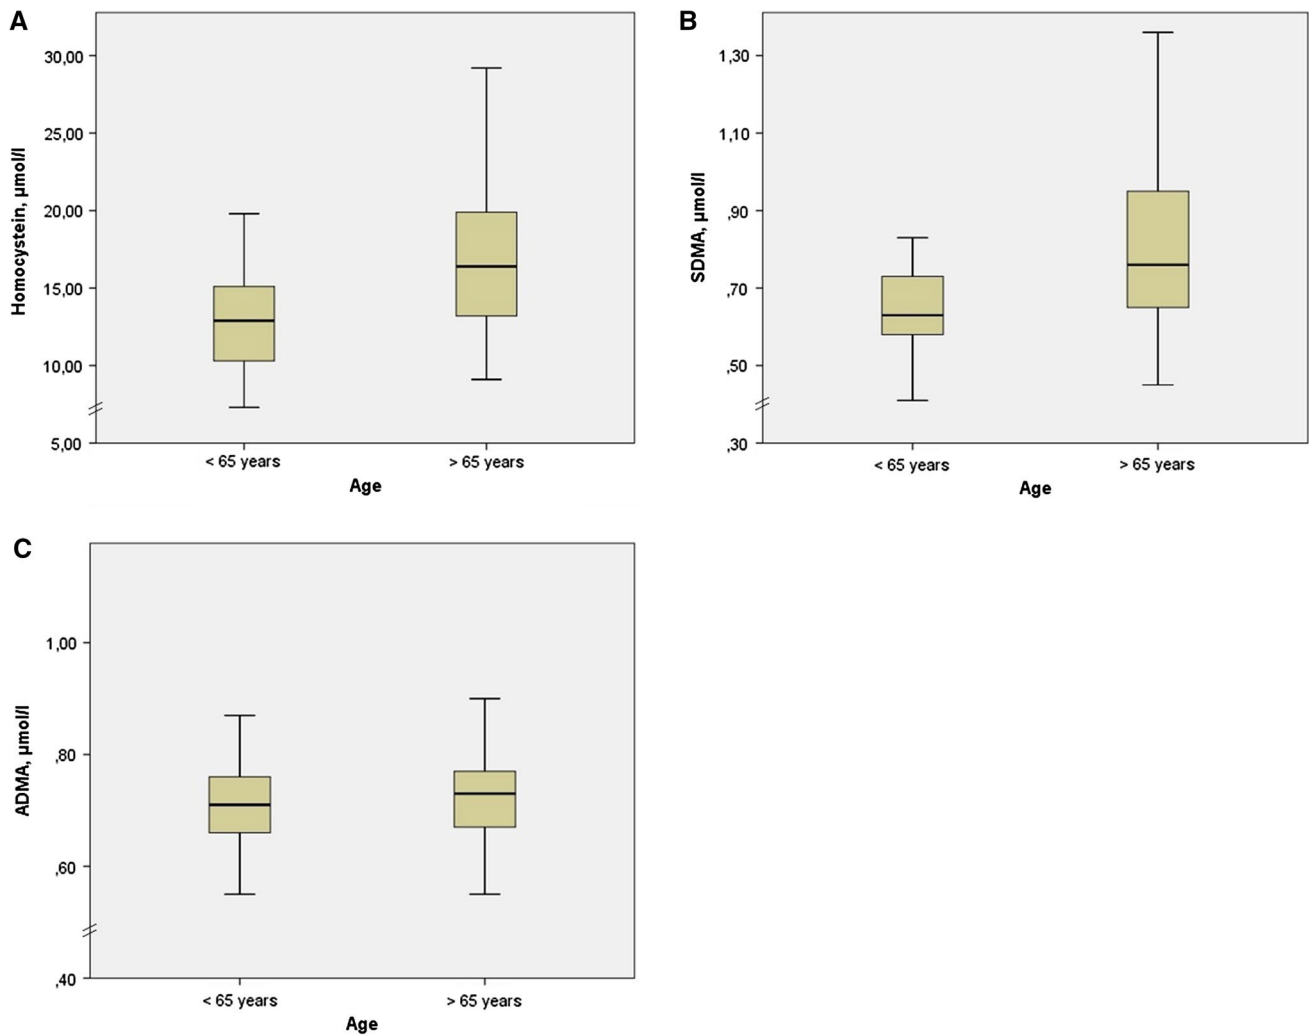 A
Homocystein, µmol/l
30,00
25,00
20,00
15,00
10,00
5,00
< 65 years
> 65 years
Age
B
SDMA, µmol/l
1,30
1,10
,90
,70
,50
,30
< 65 years
> 65 years
Age
C
ADMA, µmol/l
1,00
,80
,60
,40
< 65 years
> 65 years
Age